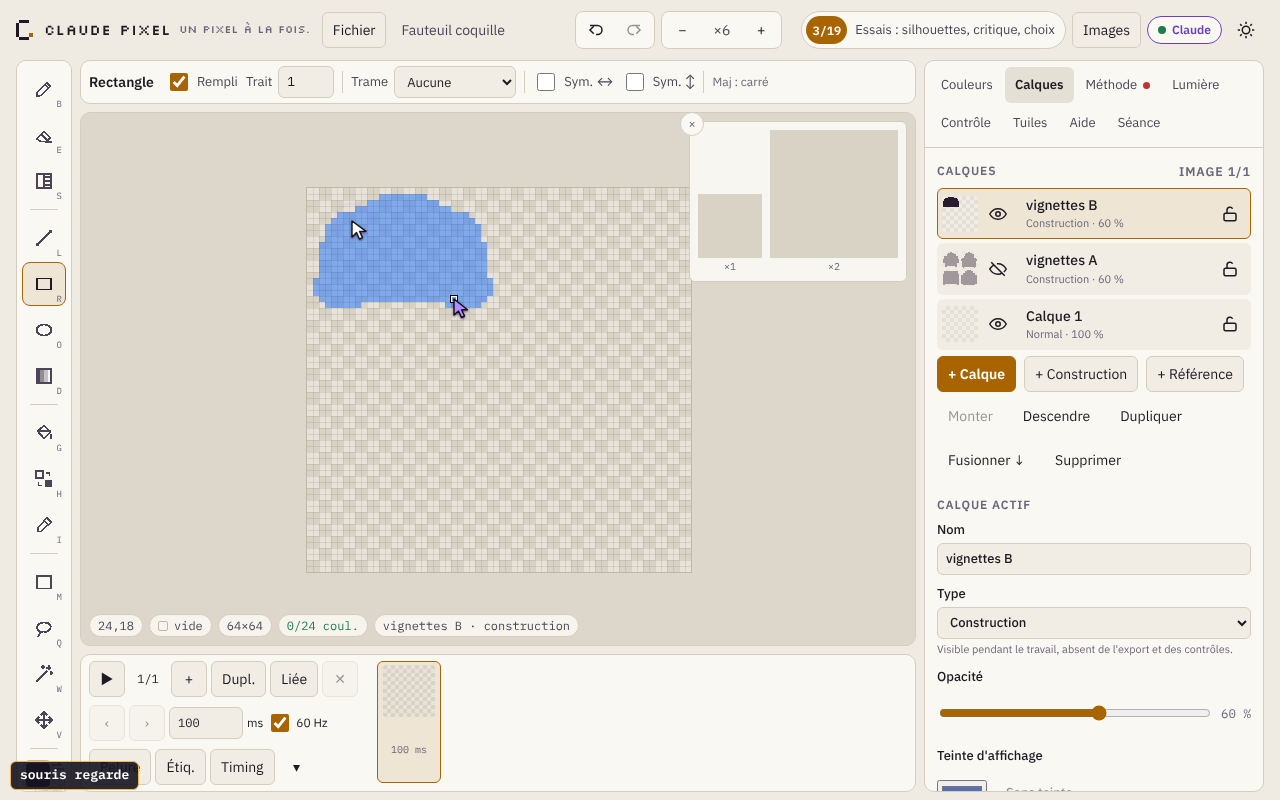 CLAUDE PIXEL UN PIXEL À LA FOIS. Fichier Fauteuil coquille − ×6 + 3/19 Essais : silhouettes, critique, choix Images Claude
Rectangle Rempli Trait 1 Trame Aucune Sym. ↔ Sym. ↕ Maj : carré
B
E
S
L
R
O
D
G
H
I
M
Q
W
V
×
×1 ×2
24,18 vide 64×64 0/24 coul. vignettes B · construction
1/1 + Dupl. Liée ×
‹ › 100 ms 60 Hz
Étiq. Timing ▼
100 ms
souris regarde
Couleurs Calques Méthode Lumière
Contrôle Tuiles Aide Séance
CALQUES IMAGE 1/1
vignettes B
Construction · 60 %
vignettes A
Construction · 60 %
Calque 1
Normal · 100 %
+ Calque + Construction + Référence
Monter Descendre Dupliquer
Fusionner ↓ Supprimer
CALQUE ACTIF
Nom
vignettes B
Type
Construction
Visible pendant le travail, absent de l'export et des contrôles.
Opacité
60 %
Teinte d'affichage